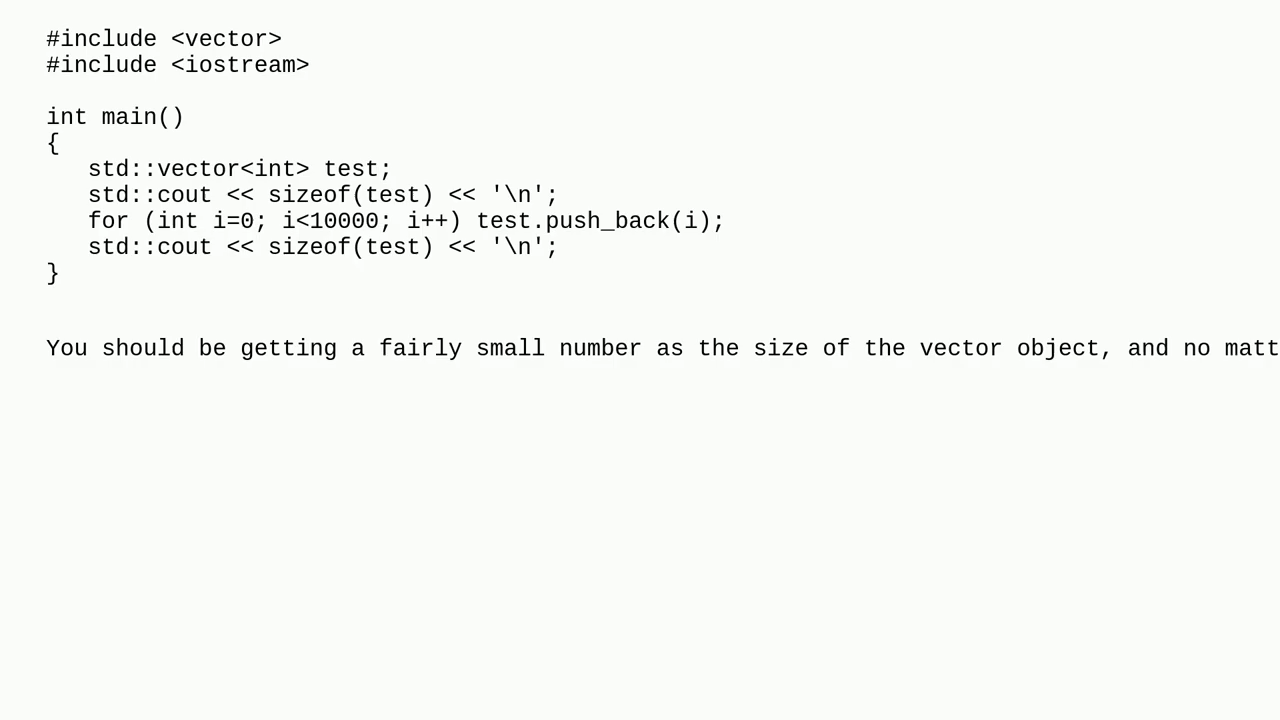 #include <vector>
#include <iostream>

int main()
{
   std::vector<int> test;
   std::cout << sizeof(test) << '\n';
   for (int i=0; i<10000; i++) test.push_back(i);
   std::cout << sizeof(test) << '\n';
}

You should be getting a fairly small number as the size of the vector object, and no matt